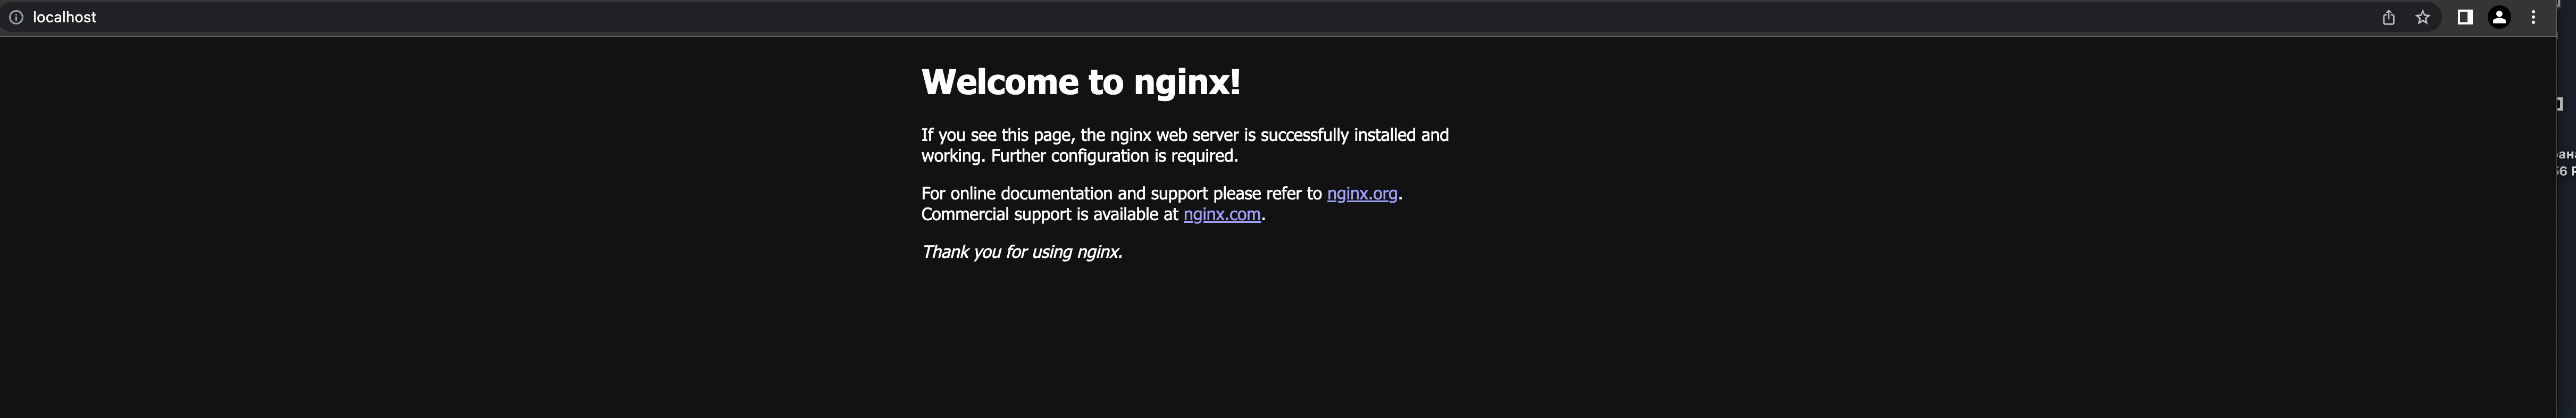 localhost
Welcome to nginx!
If you see this page, the nginx web server is successfully installed and
working. Further configuration is required.
For online documentation and support please refer to nginx.org.
Commercial support is available at nginx.com.
Thank you for using nginx.